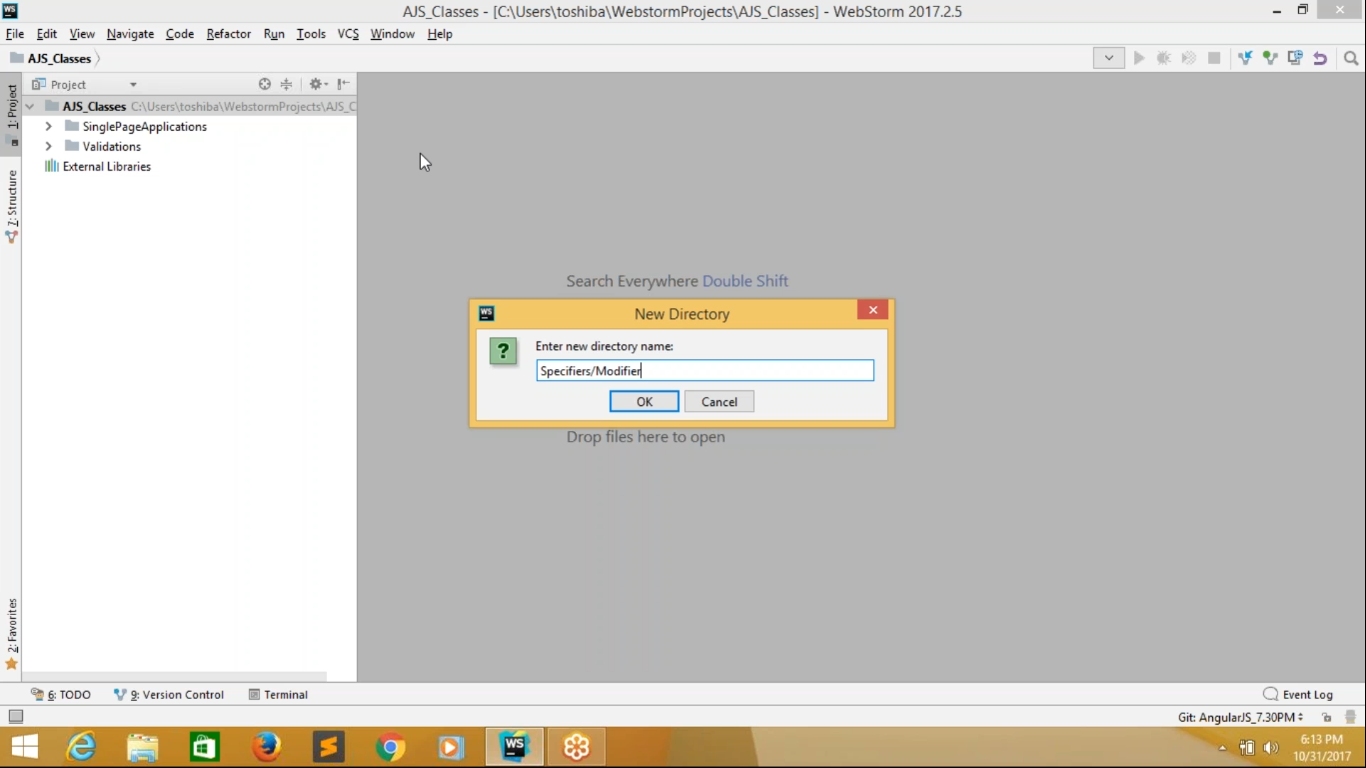 WS
AJS_Classes - [C:\Users\toshiba\WebstormProjects\AJS_Classes] - WebStorm 2017.2.5
File Edit View Navigate Code Refactor Run Tools VCS Window Help
AJS_Classes
1: Project
Project
AJS_Classes C:\Users\toshiba\WebstormProjects\AJS_C
SinglePageApplications
Validations
External Libraries
Z: Structure
Search Everywhere Double Shift
WS
New Directory
?
Enter new directory name:
Specifiers/Modifier
OK
Cancel
Drop files here to open
2: Favorites
6: TODO
9: Version Control
Terminal
Event Log
Git: AngularJS_7.30PM
WS
6:13 PM
10/31/2017